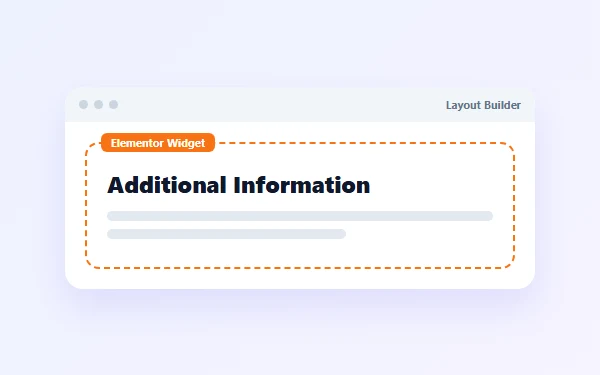 Layout Builder
Elementor Widget
Additional Information